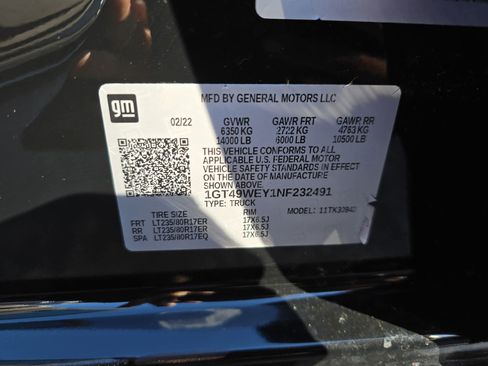 gm
MFD BY GENERAL MOTORS LLC
02/22 GVWR GAWR FRT GAWR RR
6350 KG 2722 KG 4763 KG
14000 LB 6000 LB 10500 LB
THIS VEHICLE CONFORMS TO ALL
APPLICABLE U.S. FEDERAL MOTOR
VEHICLE SAFETY STANDARDS IN EFFECT
ON THE DATE OF MANUFACTURE
1GT49WEY1NF232491
TYPE: TRUCK
MODEL:
TIRE SIZE RIM
FRT LT235/80R17ER 17X6.5J
RR LT235/80R17ER 17X6.5J
SPA LT235/80R17EQ 17X6.5J